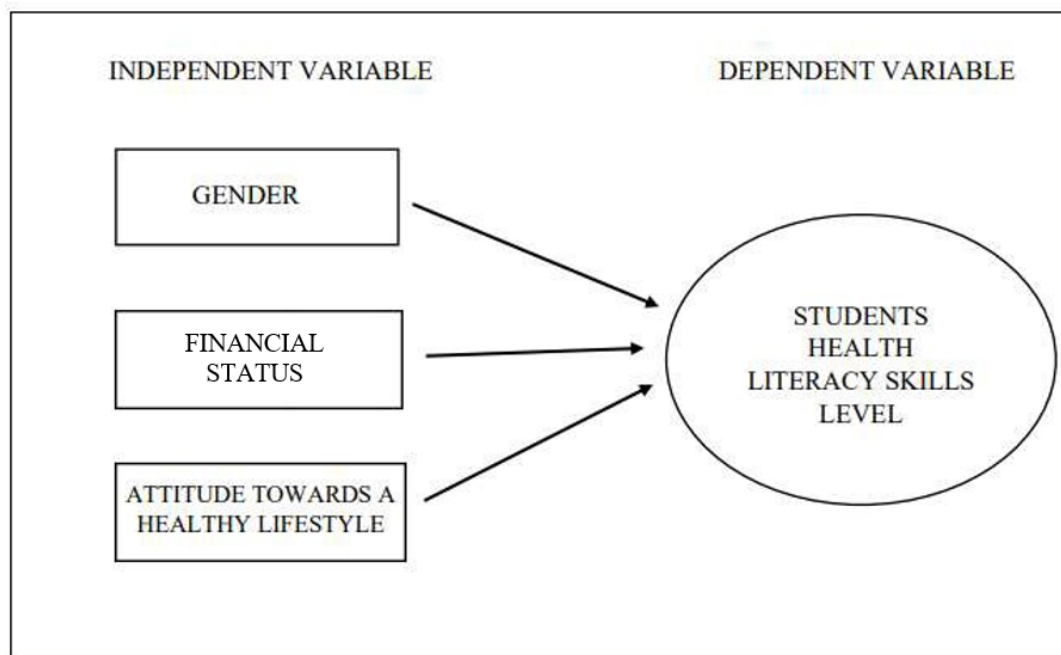 INDEPENDENT VARIABLE
DEPENDENT VARIABLE
GENDER
FINANCIAL
STATUS
ATTITUDE TOWARDS A
HEALTHY LIFESTYLE
STUDENTS
HEALTH
LITERACY SKILLS
LEVEL